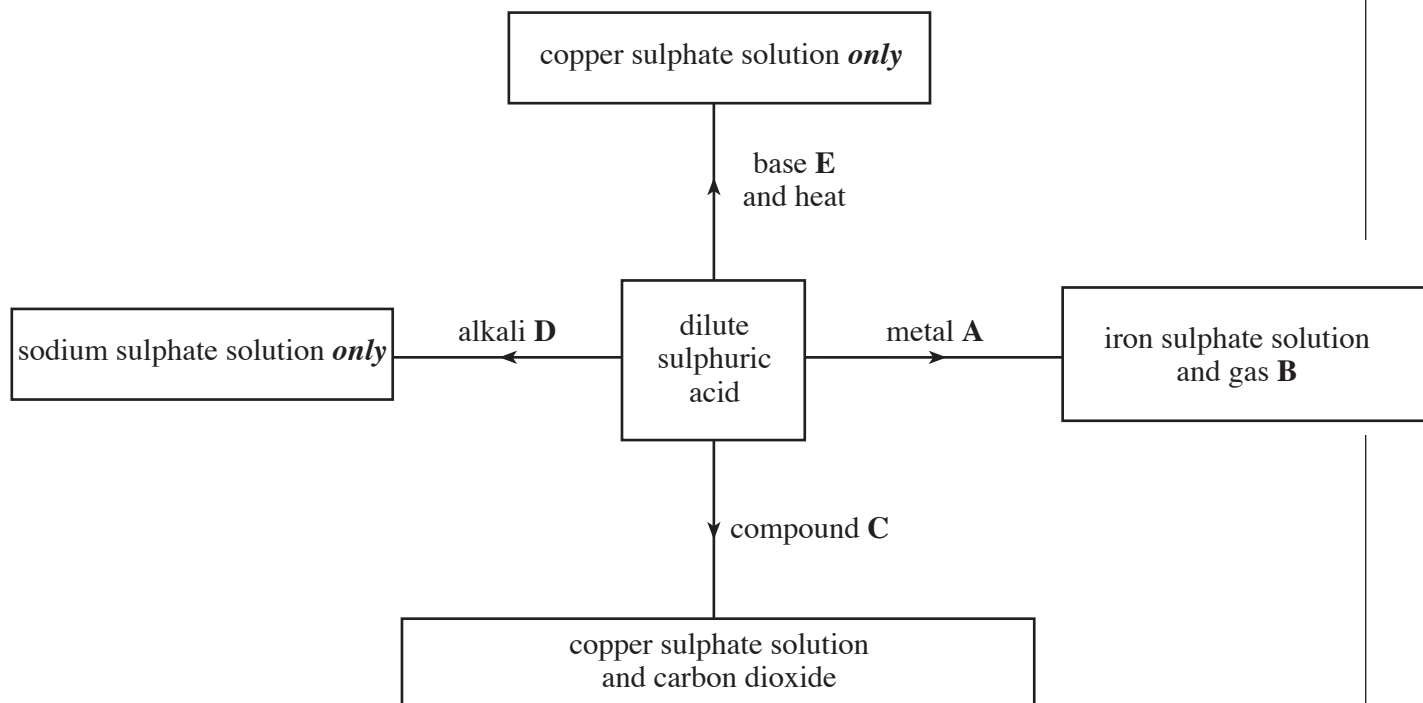 copper sulphate solution only
base E
and heat
sodium sulphate solution only
alkali D
dilute
sulphuric
acid
metal A
iron sulphate solution
and gas B
compound C
copper sulphate solution
and carbon dioxide